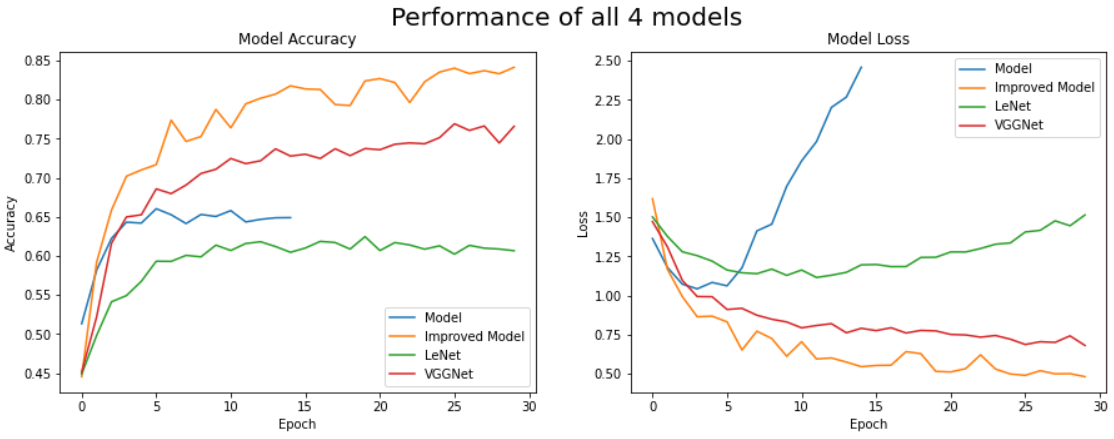 Performance of all 4 models
Model Accuracy
0.85
0.80
0.75
0.70
0.65
0.60
0.55
0.50
0.45
Accuracy
0
5
10
15
20
25
30
Epoch
Model
Improved Model
LeNet
VGGNet
Model Loss
2.50
2.25
2.00
1.75
1.50
1.25
1.00
0.75
0.50
Loss
0
5
10
15
20
25
30
Epoch
Model
Improved Model
LeNet
VGGNet